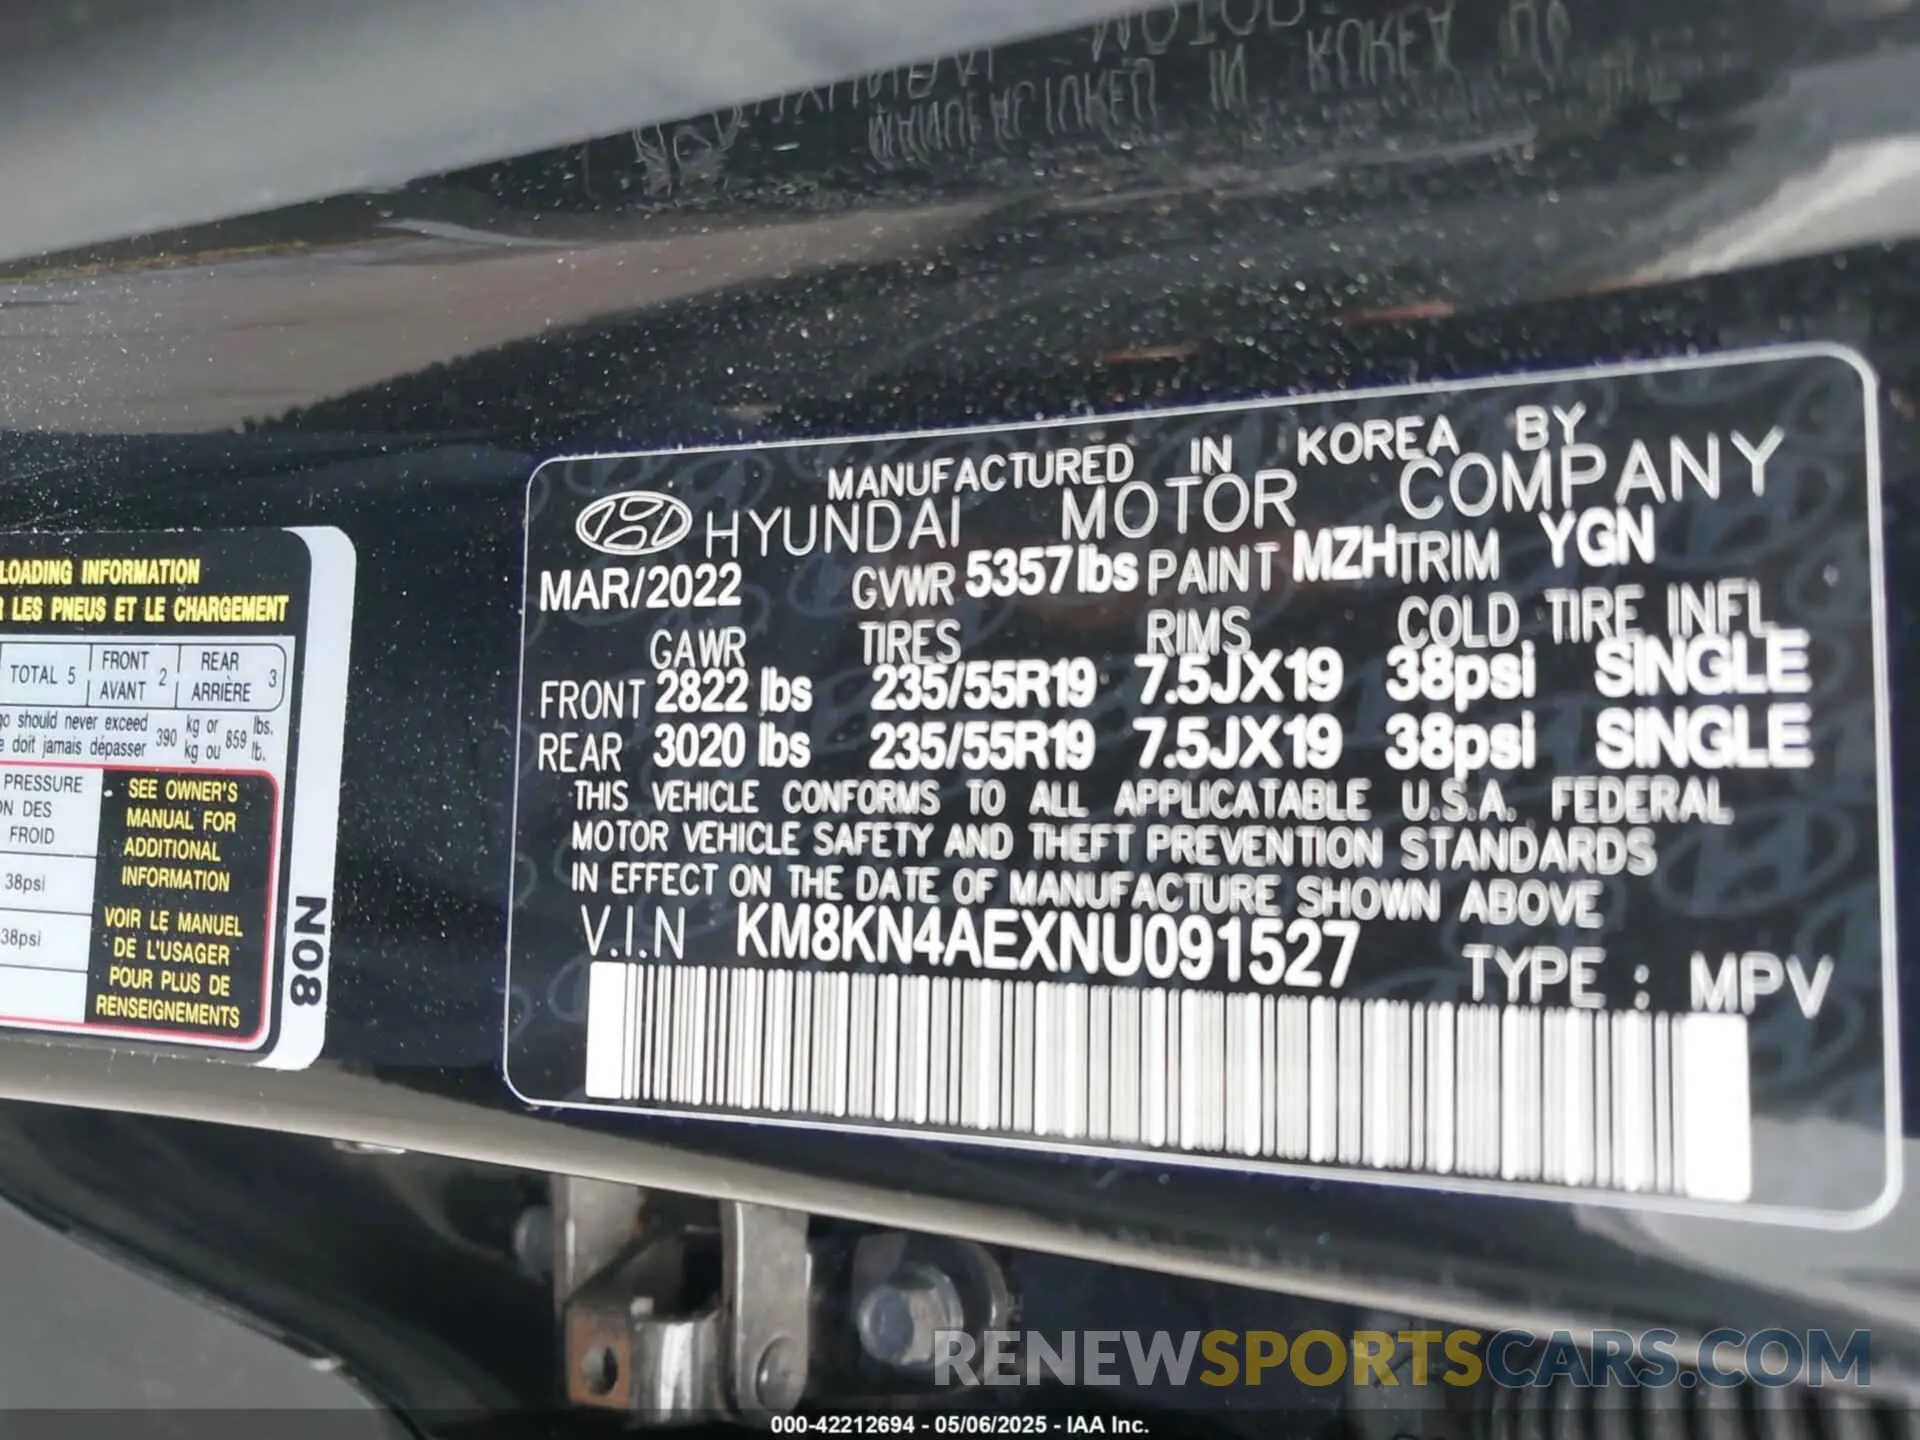 LOADING INFORMATION
LES PNEUS ET LE CHARGEMENT
TOTAL 5 FRONT AVANT 2 REAR ARRIÈRE 3
should never exceed 390 kg or 859 lbs.
doit jamais dépasser kg ou lb.
PRESSURE
DES
FROID
38psi
38psi
SEE OWNER'S
MANUAL FOR
ADDITIONAL
INFORMATION
VOIR LE MANUEL
DE L'USAGER
POUR PLUS DE
RENSEIGNEMENTS
N08
MANUFACTURED IN KOREA BY
HYUNDAI MOTOR COMPANY
MAR/2022 GVWR 5357lbs PAINT MZH TRIM YGN
GAWR TIRES RIMS COLD TIRE INFL
FRONT 2822 lbs 235/55R19 7.5JX19 38psi SINGLE
REAR 3020 lbs 235/55R19 7.5JX19 38psi SINGLE
THIS VEHICLE CONFORMS TO ALL APPLICATABLE U.S.A. FEDERAL
MOTOR VEHICLE SAFETY AND THEFT PREVENTION STANDARDS
IN EFFECT ON THE DATE OF MANUFACTURE SHOWN ABOVE
V.I.N KM8KN4AEXNU091527 TYPE : MPV
RENEWSPORTSCARS.COM
000-42212694 - 05/06/2025 - IAA Inc.